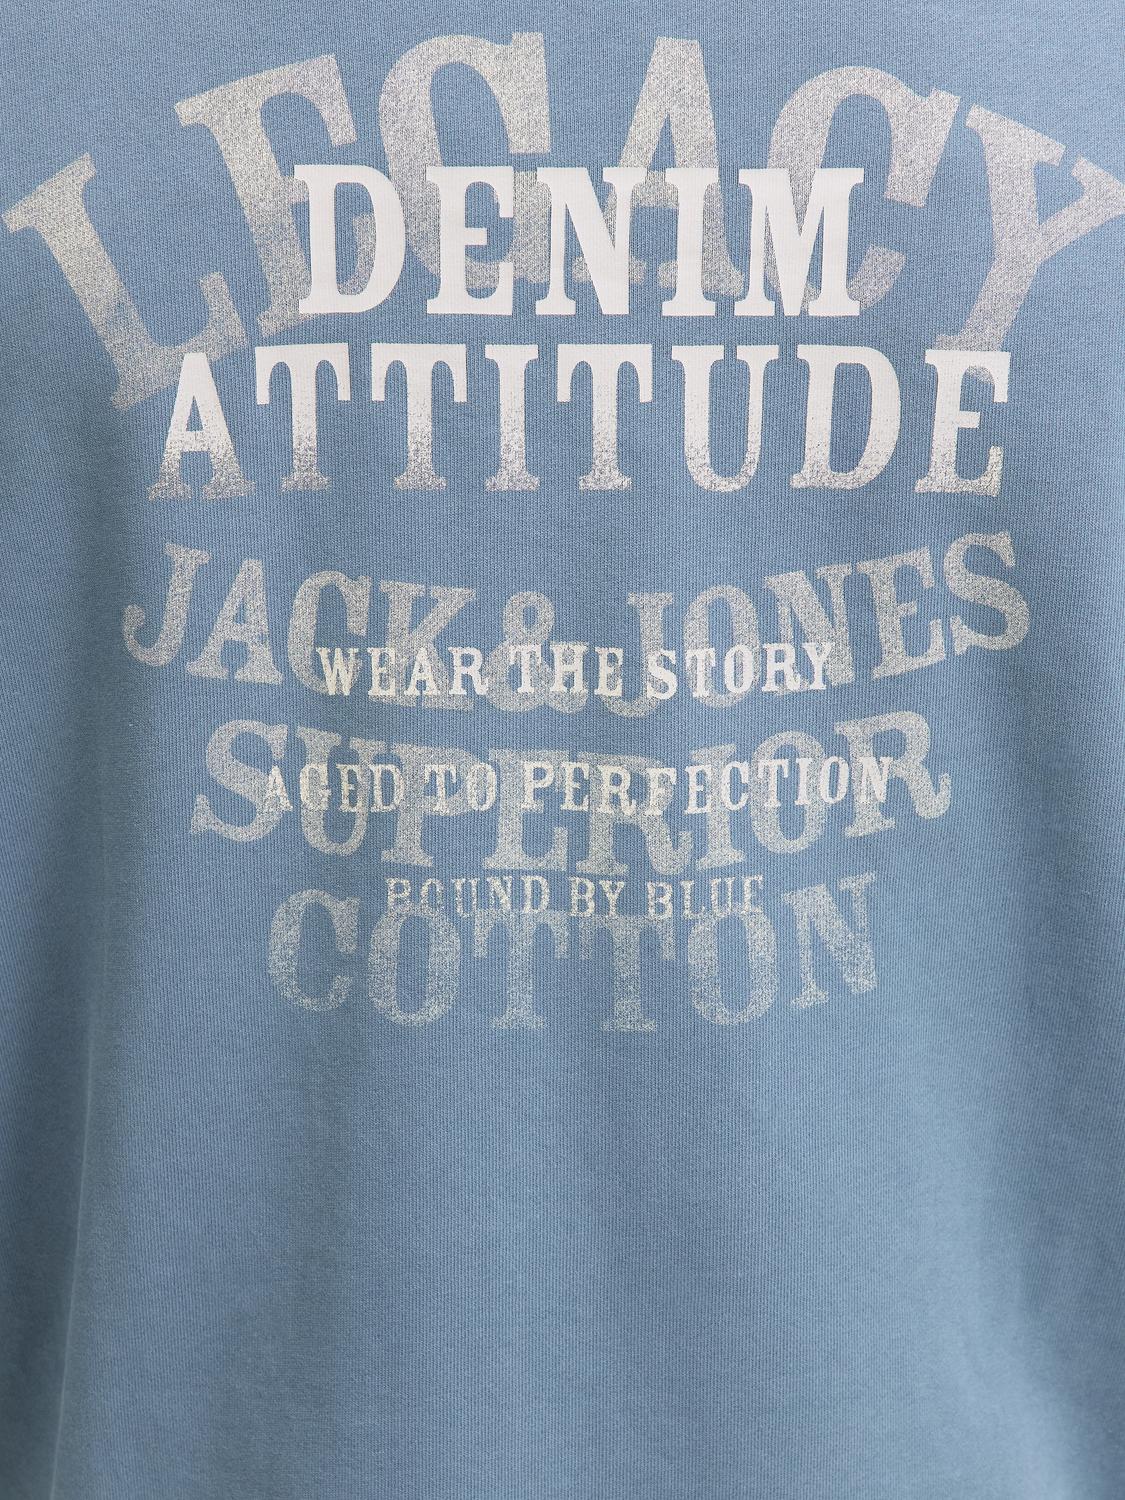 LEGACY
DENIM
ATTITUDE
JACK & JONES
WEAR THE STORY
SUPERIOR
AGED TO PERFECTION
BOUND BY BLUE
COTTON